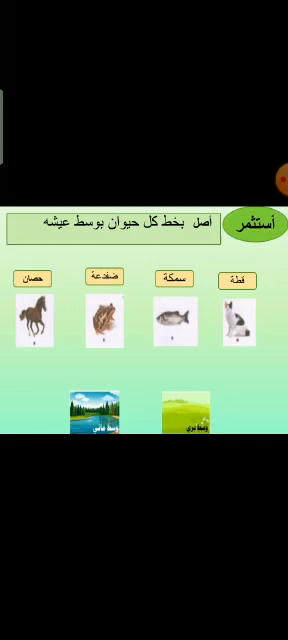 أستثمر
أصل بخط كل حيوان بوسط عيشه
قطة
سمكة
ضفدعة
حصان
وسط بري
وسط مائي